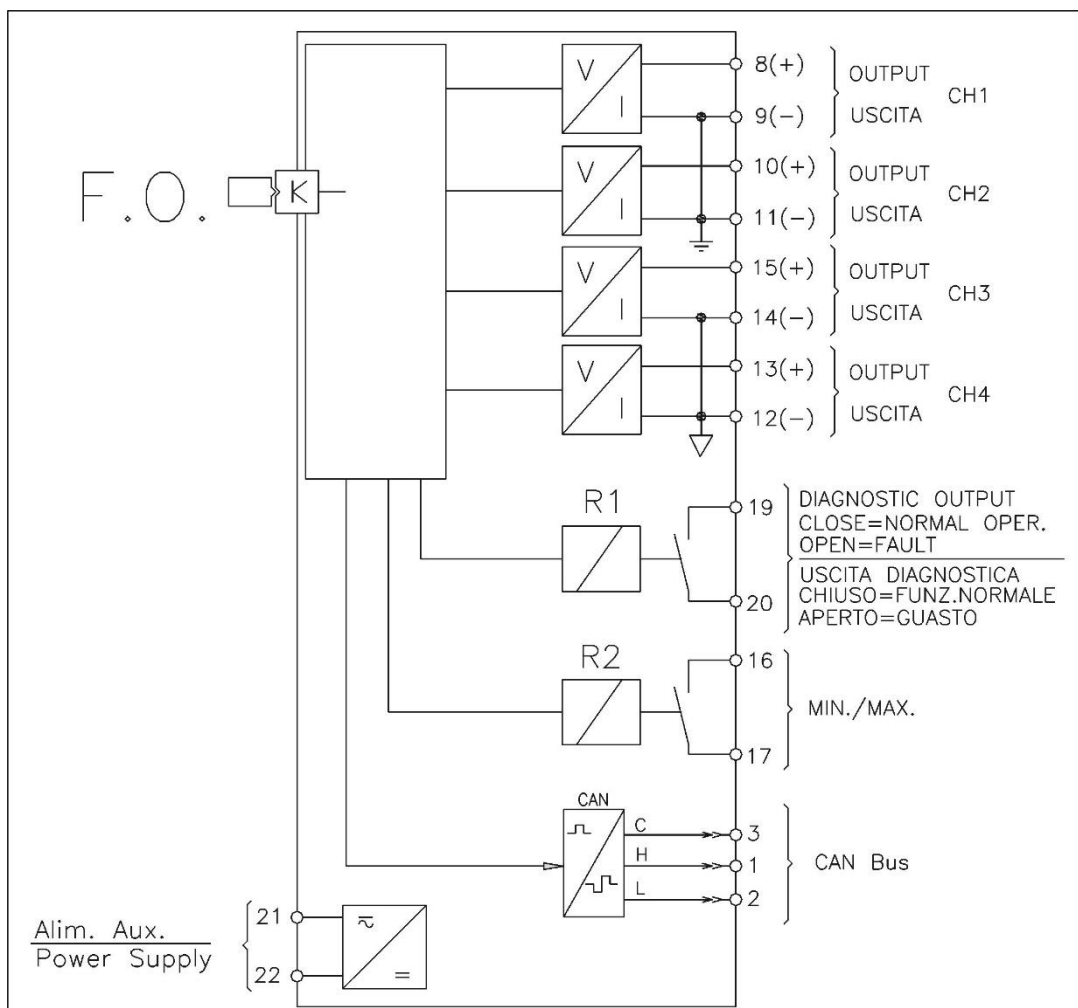 F.O.
K
V
I
8(+)
9(−)
OUTPUT
USCITA
CH1
V
I
10(+)
11(−)
OUTPUT
USCITA
CH2
V
I
15(+)
14(−)
OUTPUT
USCITA
CH3
V
I
13(+)
12(−)
OUTPUT
USCITA
CH4
R1
19
20
DIAGNOSTIC OUTPUT
CLOSE=NORMAL OPER.
OPEN=FAULT
USCITA DIAGNOSTICA
CHIUSO=FUNZ.NORMALE
APERTO=GUASTO
R2
16
17
MIN./MAX.
CAN
C
H
L
3
1
2
CAN Bus
Alim. Aux.
Power Supply
21
22